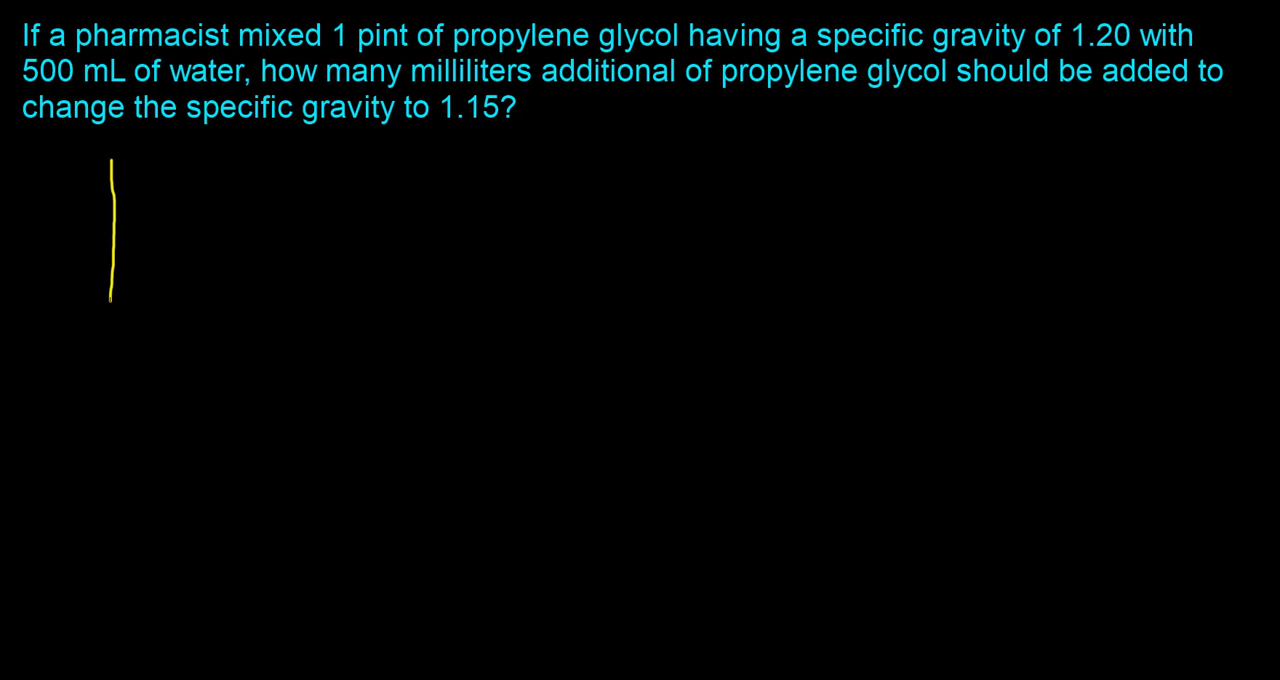 If a pharmacist mixed 1 pint of propylene glycol having a specific gravity of 1.20 with
500 mL of water, how many milliliters additional of propylene glycol should be added to
change the specific gravity to 1.15?